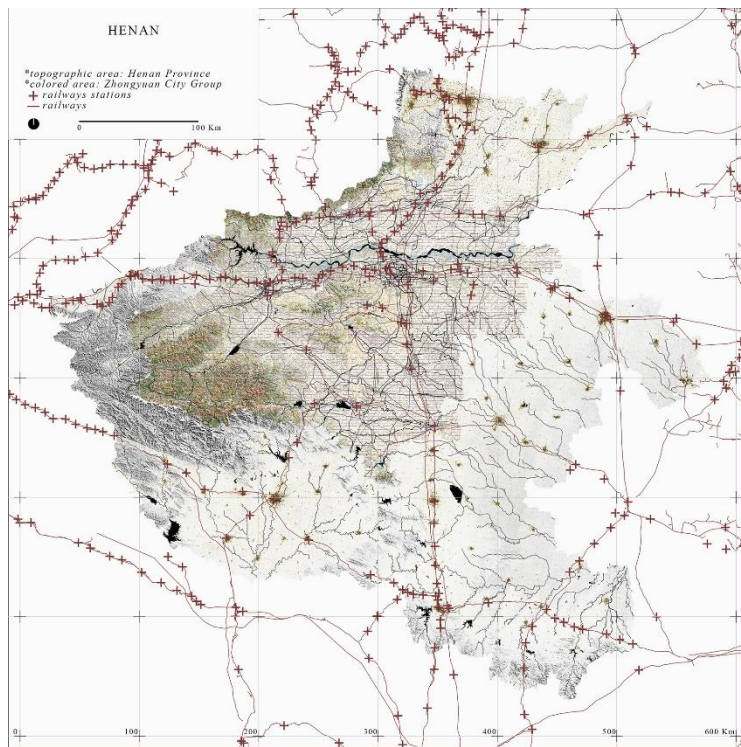 HENAN
*topographic area: Henan Province
*colored area: Zhongyuan City Group
railways stations
railways
0 100 Km
0 100 200 300 400 500 600 Km